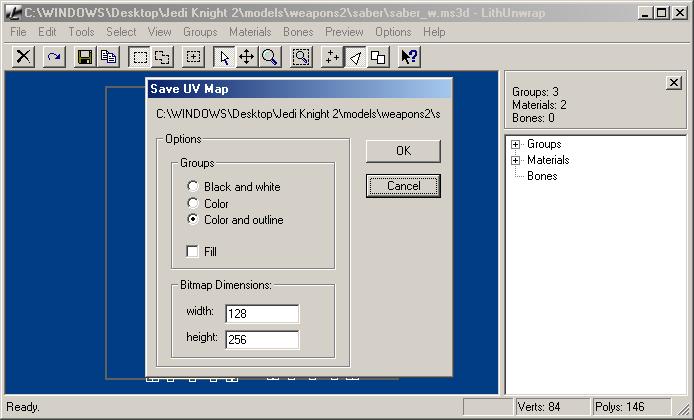 C:\WINDOWS\Desktop\Jedi Knight 2\models\weapons2\saber\saber_w.ms3d - LithUnwrap
File Edit Tools Select View Groups Materials Bones Preview Options Help
Save UV Map
C:\WINDOWS\Desktop\Jedi Knight 2\models\weapons2\s
Options
Groups
Black and white
Color
Color and outline
Fill
Bitmap Dimensions:
width: 128
height: 256
OK
Cancel
Groups: 3
Materials: 2
Bones: 0
Groups
Materials
Bones
Ready.
Verts: 84
Polys: 146